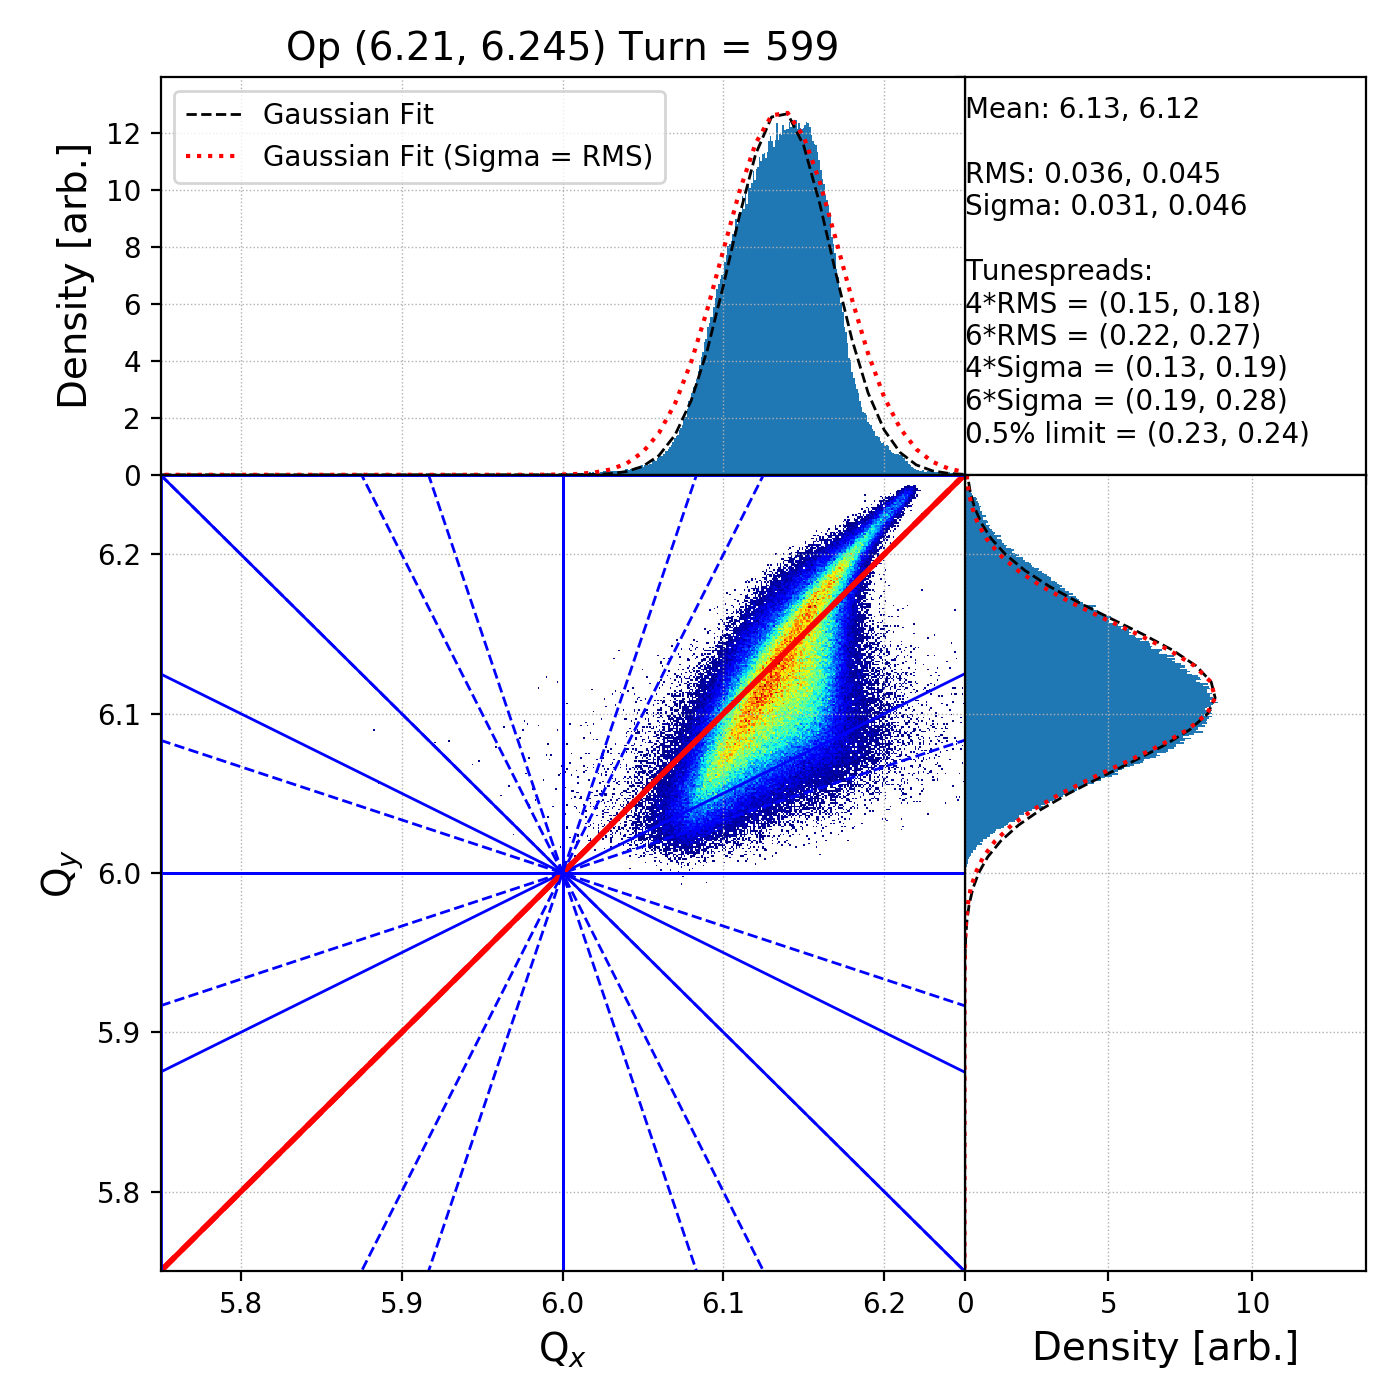 Op (6.21, 6.245) Turn = 599
Gaussian Fit
Gaussian Fit (Sigma = RMS)
Density [arb.]
12
10
8
6
4
2
0
Mean: 6.13, 6.12
RMS: 0.036, 0.045
Sigma: 0.031, 0.046
Tunespreads:
4*RMS = (0.15, 0.18)
6*RMS = (0.22, 0.27)
4*Sigma = (0.13, 0.19)
6*Sigma = (0.19, 0.28)
0.5% limit = (0.23, 0.24)
Qy
6.2
6.1
6.0
5.9
5.8
5.8 5.9 6.0 6.1 6.2
Qx
0 5 10
Density [arb.]